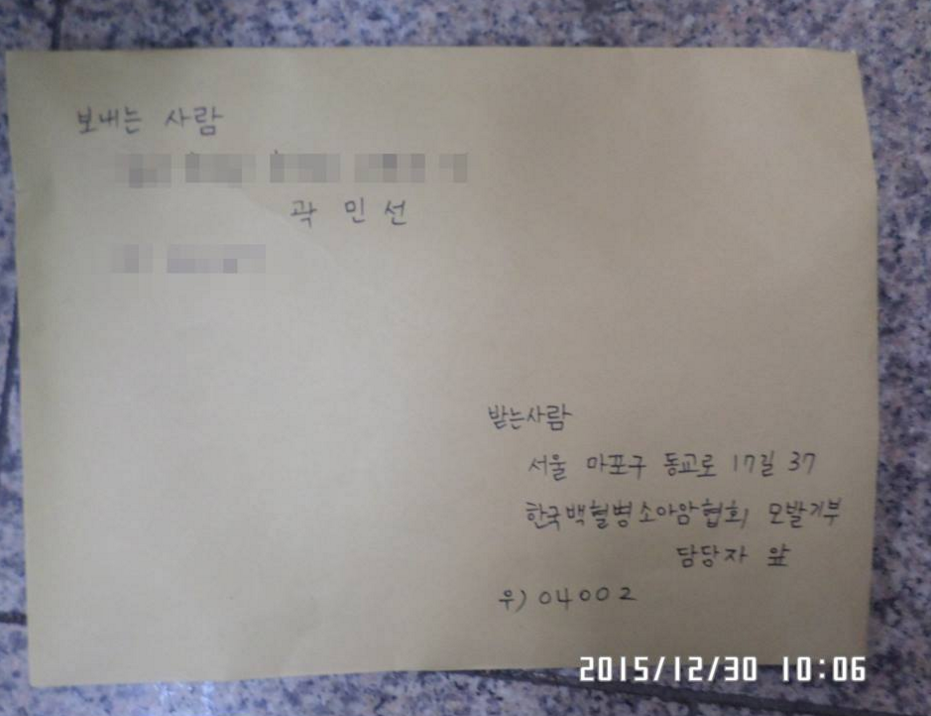 보내는 사람
곽 민 선
받는사람
서울 마포구 동교로 17길 37
한국백혈병소아암협회 모발기부
담당자 앞
우) 04002
2015/12/30 10:06